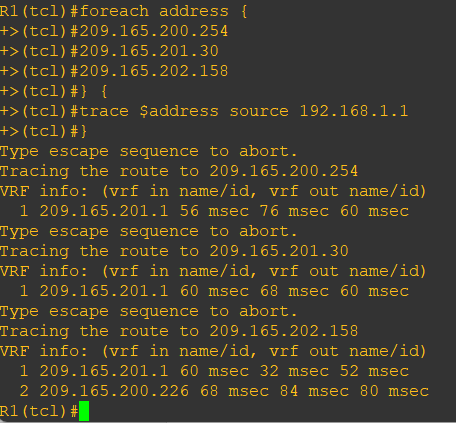 R1(tcl)#foreach address {
+>(tcl)#209.165.200.254
+>(tcl)#209.165.201.30
+>(tcl)#209.165.202.158
+>(tcl)#} {
+>(tcl)#trace $address source 192.168.1.1
+>(tcl)#}
Type escape sequence to abort.
Tracing the route to 209.165.200.254
VRF info: (vrf in name/id, vrf out name/id)
  1 209.165.201.1 56 msec 76 msec 60 msec
Type escape sequence to abort.
Tracing the route to 209.165.201.30
VRF info: (vrf in name/id, vrf out name/id)
  1 209.165.201.1 60 msec 68 msec 60 msec
Type escape sequence to abort.
Tracing the route to 209.165.202.158
VRF info: (vrf in name/id, vrf out name/id)
  1 209.165.201.1 60 msec 32 msec 52 msec
  2 209.165.200.226 68 msec 84 msec 80 msec
R1(tcl)#